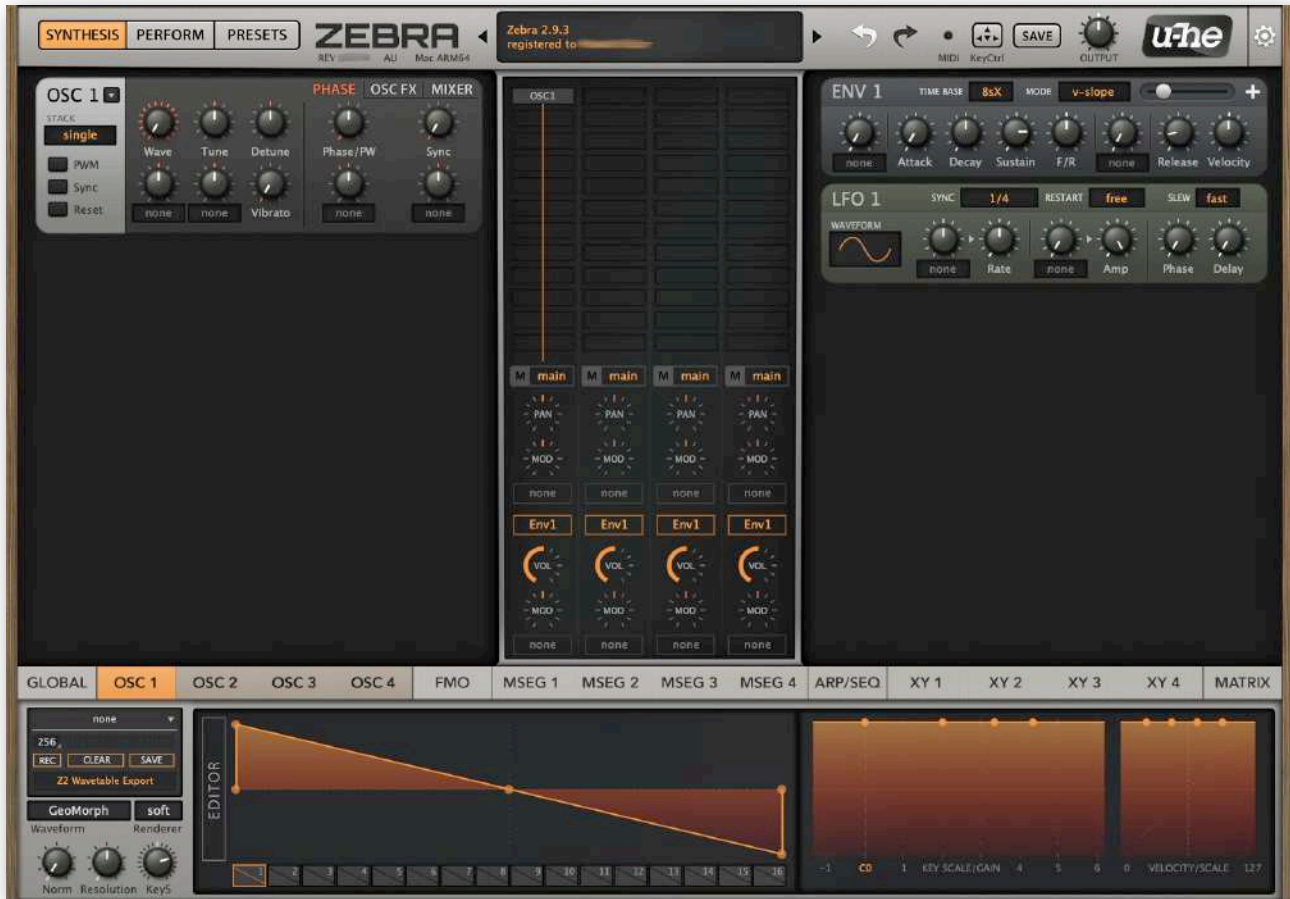 SYNTHESIS PERFORM PRESETS
ZEBRA
REV AU Mac ARM64
Zebra 2.9.3
registered to
MIDI KeyCtrl SAVE OUTPUT
u-he
OSC 1
PHASE OSC FX MIXER
STACK
single
PWM
Sync
Reset
Wave Tune Detune Phase/PW Sync
none none Vibrato none none
OSC1
M main M main M main M main
PAN PAN PAN PAN
MOD MOD MOD MOD
none none none none
Env1 Env1 Env1 Env1
VOL VOL VOL VOL
MOD MOD MOD MOD
none none none none
ENV 1 TIME BASE 8sX MODE v-slope +
none Attack Decay Sustain F/R none Release Velocity
LFO 1 SYNC 1/4 RESTART free SLEW fast
WAVEFORM
none Rate none Amp Phase Delay
GLOBAL OSC 1 OSC 2 OSC 3 OSC 4 FMO MSEG 1 MSEG 2 MSEG 3 MSEG 4 ARP/SEQ XY 1 XY 2 XY 3 XY 4 MATRIX
none
256
REC CLEAR SAVE
Z2 Wavetable Export
GeoMorph soft
Waveform Renderer
Norm Resolution KeyS
EDITOR
1 2 3 4 5 6 7 8 9 10 11 12 13 14 15 16
-1 C0 1 KEY SCALE/GAIN 4 5 6
0 VELOCITY/SCALE 127